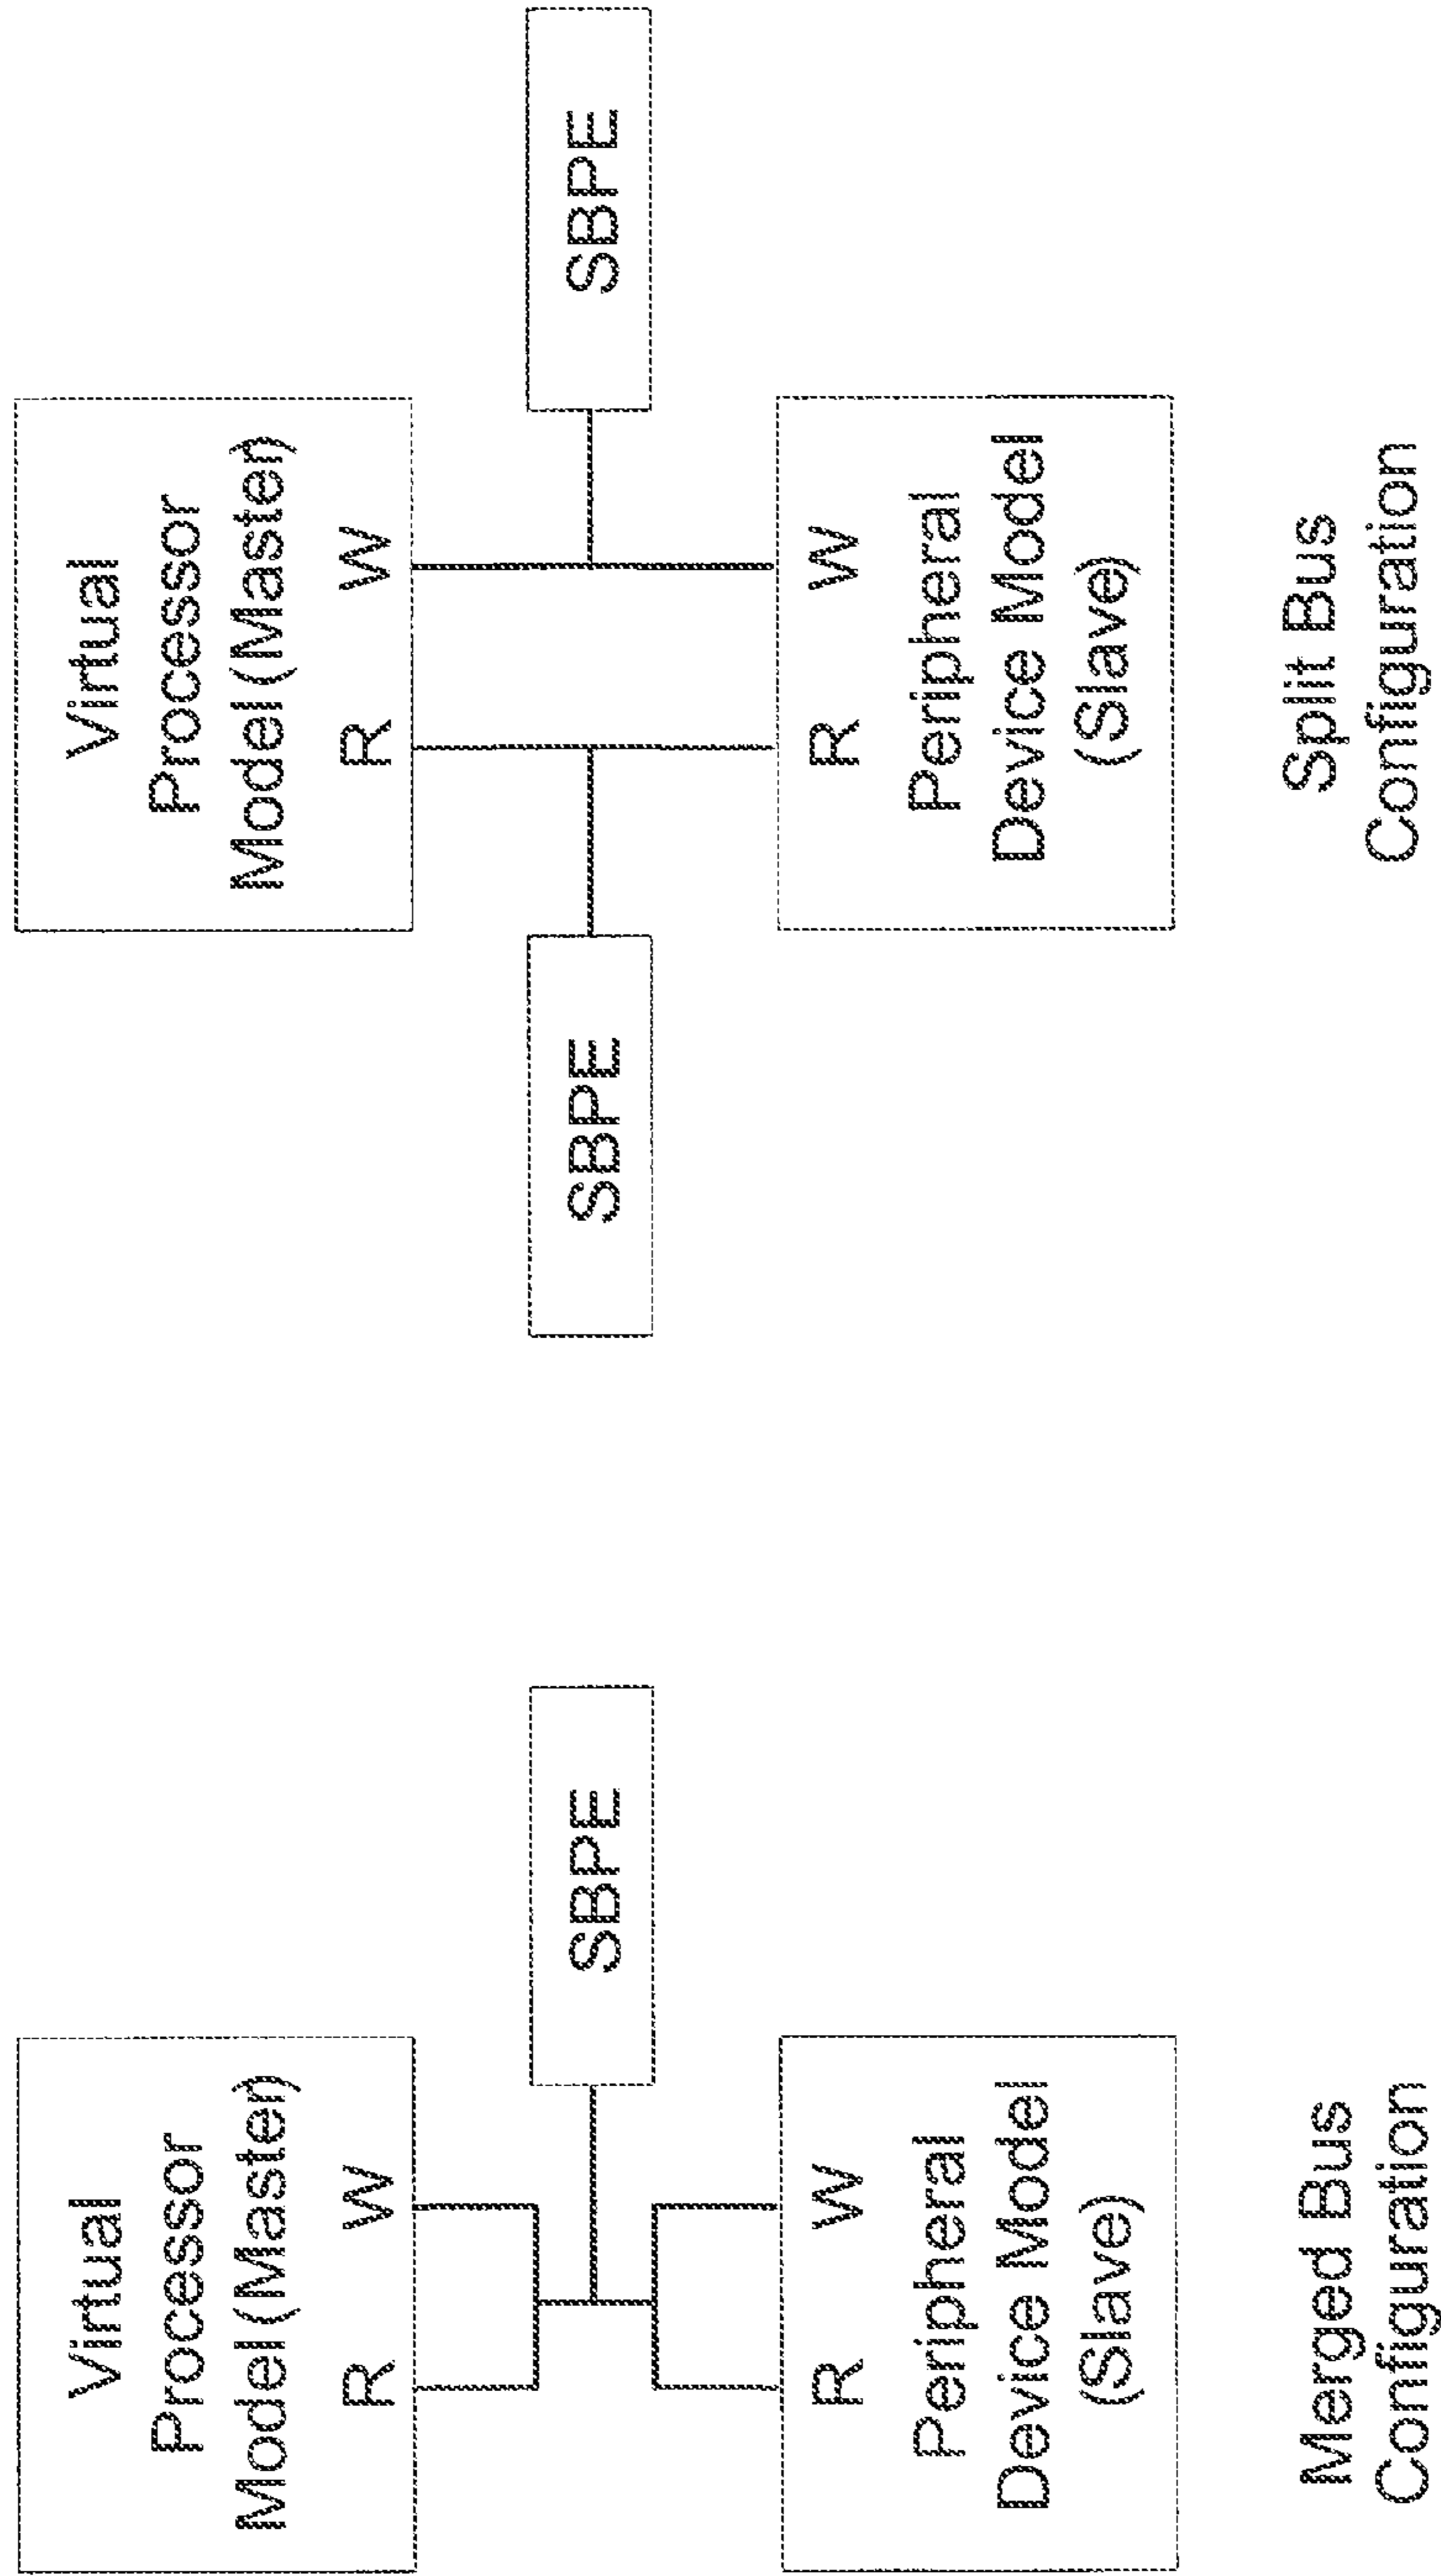 Virtual
Processor
Model (Master)
R W
SBPE
R W
Peripheral
Device Model
(Slave)
Merged Bus
Configuration
Virtual
Processor
Model (Master)
R W
SBPE
SBPE
R W
Peripheral
Device Model
(Slave)
Split Bus
Configuration